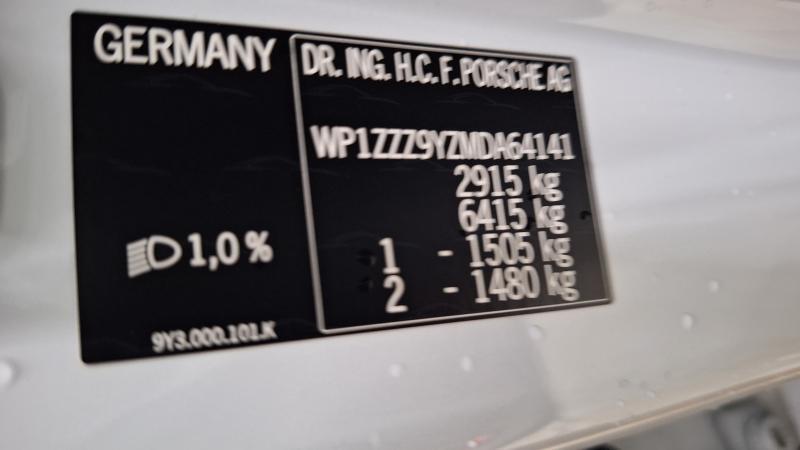 GERMANY
DR. ING. H.C. F. PORSCHE AG
WP1ZZZ9YZMDA64141
2915 kg
6415 kg
1 - 1505 kg
2 - 1480 kg
1,0 %
9Y3.000.101.K